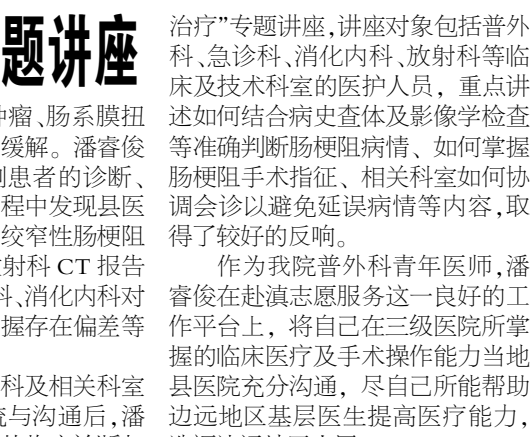 题讲座
肿瘤、肠系膜扭
缓解。潘睿俊
患者的诊断、
程中发现县医
绞窄性肠梗阻
射科 CT 报告
科、消化内科对
握存在偏差等
科及相关科室
与沟通后，潘
治疗”专题讲座，讲座对象包括普外
科、急诊科、消化内科、放射科等临
床及技术科室的医护人员，重点讲
述如何结合病史查体及影像学检查
等准确判断肠梗阻病情、如何掌握
肠梗阻手术指征、相关科室如何协
调会诊以避免延误病情等内容，取
得了较好的反响。
作为我院普外科青年医师，潘
睿俊在赴滇志愿服务这一良好的工
作平台上，将自己在三级医院所掌
握的临床医疗及手术操作能力当地
县医院充分沟通，尽自己所能帮助
边远地区基层医生提高医疗能力，